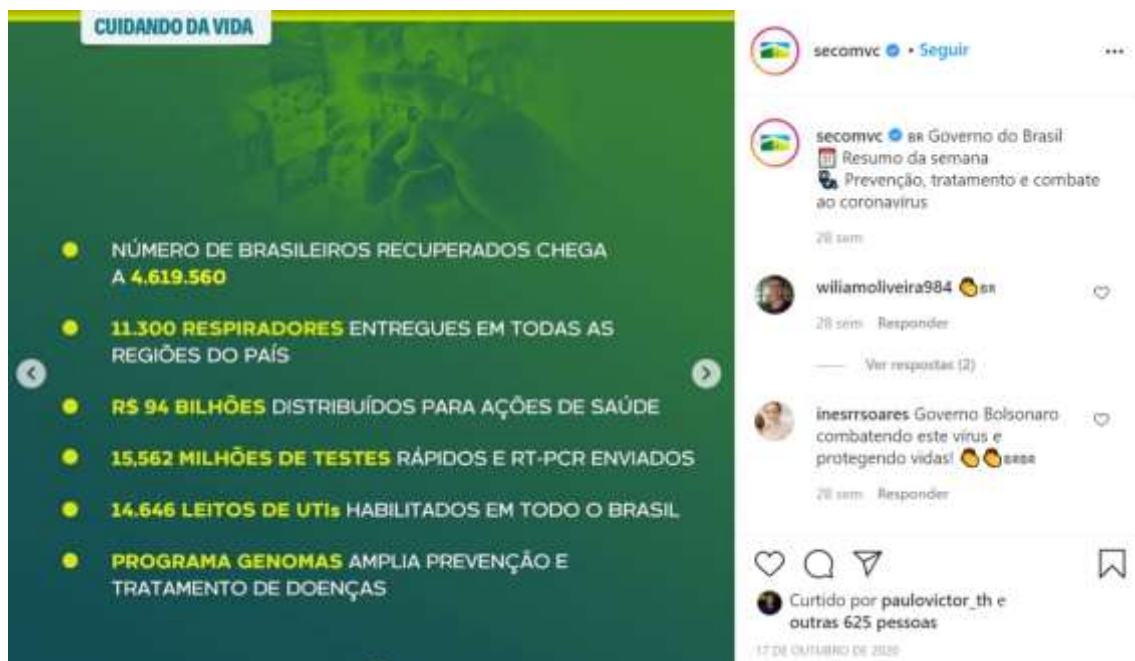 CUIDANDO DA VIDA
NÚMERO DE BRASILEIROS RECUPERADOS CHEGA
A 4.619.560
11.300 RESPIRADORES ENTREGUES EM TODAS AS
REGIÕES DO PAÍS
R$ 94 BILHÕES DISTRIBUÍDOS PARA AÇÕES DE SAÚDE
15,562 MILHÕES DE TESTES RÁPIDOS E RT-PCR ENVIADOS
14.646 LEITOS DE UTIs HABILITADOS EM TODO O BRASIL
PROGRAMA GENOMAS AMPLIA PREVENÇÃO E
TRATAMENTO DE DOENÇAS
secomvc • Seguir
secomvc BR Governo do Brasil
Resumo da semana
Prevenção, tratamento e combate
ao coronavírus
28 sem
wiliamoliveira984 👏BR
28 sem Responder
Ver respostas (2)
inesrrsoares Governo Bolsonaro
combatendo este vírus e
protegendo vidas! 👏👏BRBR
28 sem Responder
Curtido por paulovictor_th e
outras 625 pessoas
17 DE OUTUBRO DE 2020